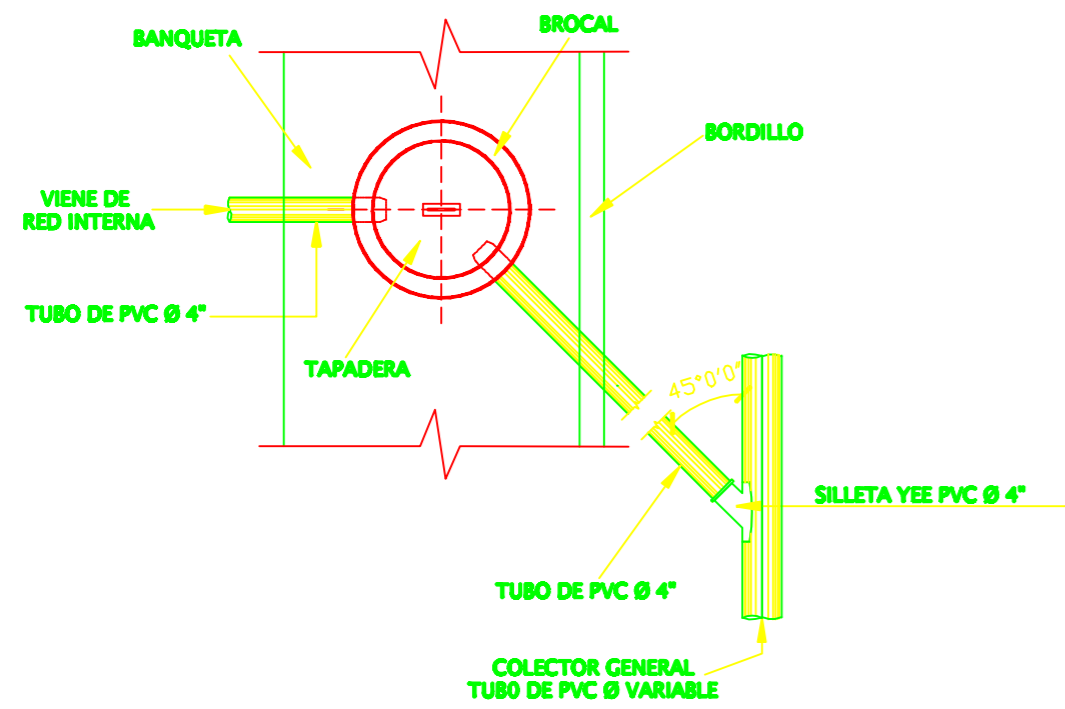 BROCAL
BANQUETA
BORDILLO
VIENE DE
RED INTERNA
TUBO DE PVC Ø 4"
TAPADERA
45°0'0"
SILLETA YEE PVC Ø 4"
TUBO DE PVC Ø 4"
COLECTOR GENERAL
TUBO DE PVC Ø VARIABLE